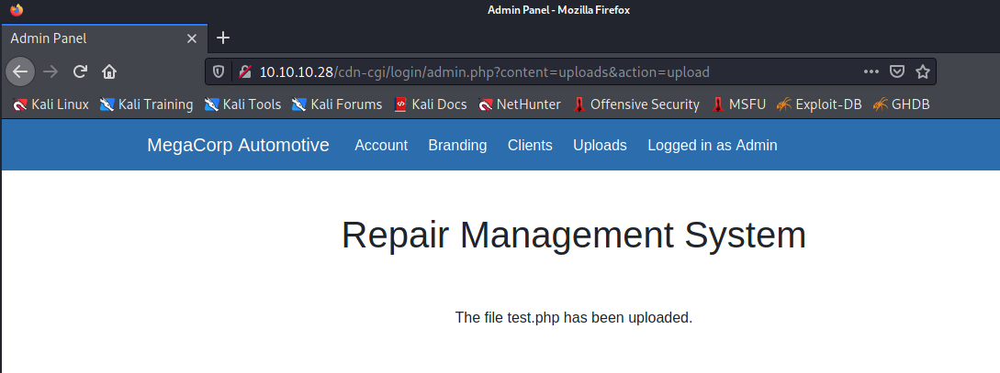 Admin Panel - Mozilla Firefox
Admin Panel
10.10.10.28/cdn-cgi/login/admin.php?content=uploads&action=upload
Kali Linux Kali Training Kali Tools Kali Forums Kali Docs NetHunter Offensive Security MSFU Exploit-DB GHDB
MegaCorp Automotive Account Branding Clients Uploads Logged in as Admin
Repair Management System
The file test.php has been uploaded.